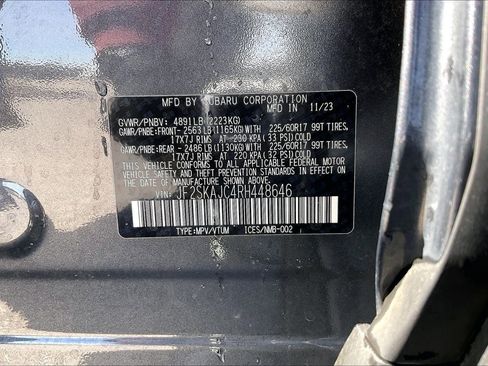 MFD BY SUBARU CORPORATION
MFD IN 11/23
GVWR/PNBV: 4891LB(2223KG)
GAWR/PNBE:FRONT- 2563 LB(1165KG)WITH 225/60R17 99T TIRES,
17X7J RIMS AT 230 KPA (33 PSI) COLD
GAWR/PNBE:REAR - 2486 LB(1130KG)WITH 225/60R17 99T TIRES,
17X7J RIMS AT 220 KPA (32 PSI) COLD
THIS VEHICLE CONFORMS TO ALL APPLICABLE FEDERAL MOTOR
VEHICLE SAFETY AND THEFT PREVENTION STANDARDS IN EFFECT
ON THE DATE OF MANUFACTURE SHOWN ABOVE.
VIN: JF2SKAJC4RH448646
TYPE:MPV/VTUM ICES/NMB-002